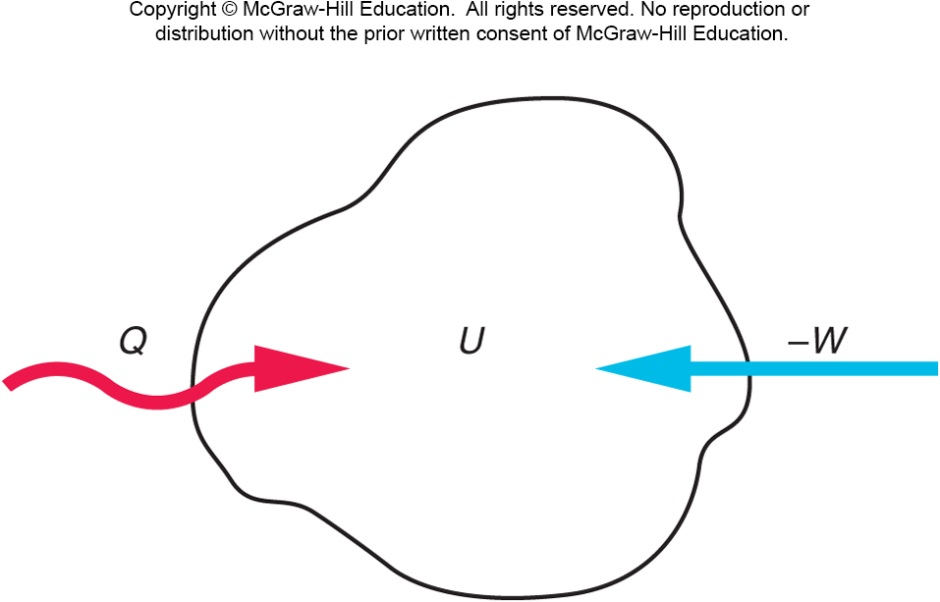 Copyright © McGraw-Hill Education.  All rights reserved. No reproduction or
distribution without the prior written consent of McGraw-Hill Education.
Q
U
–W